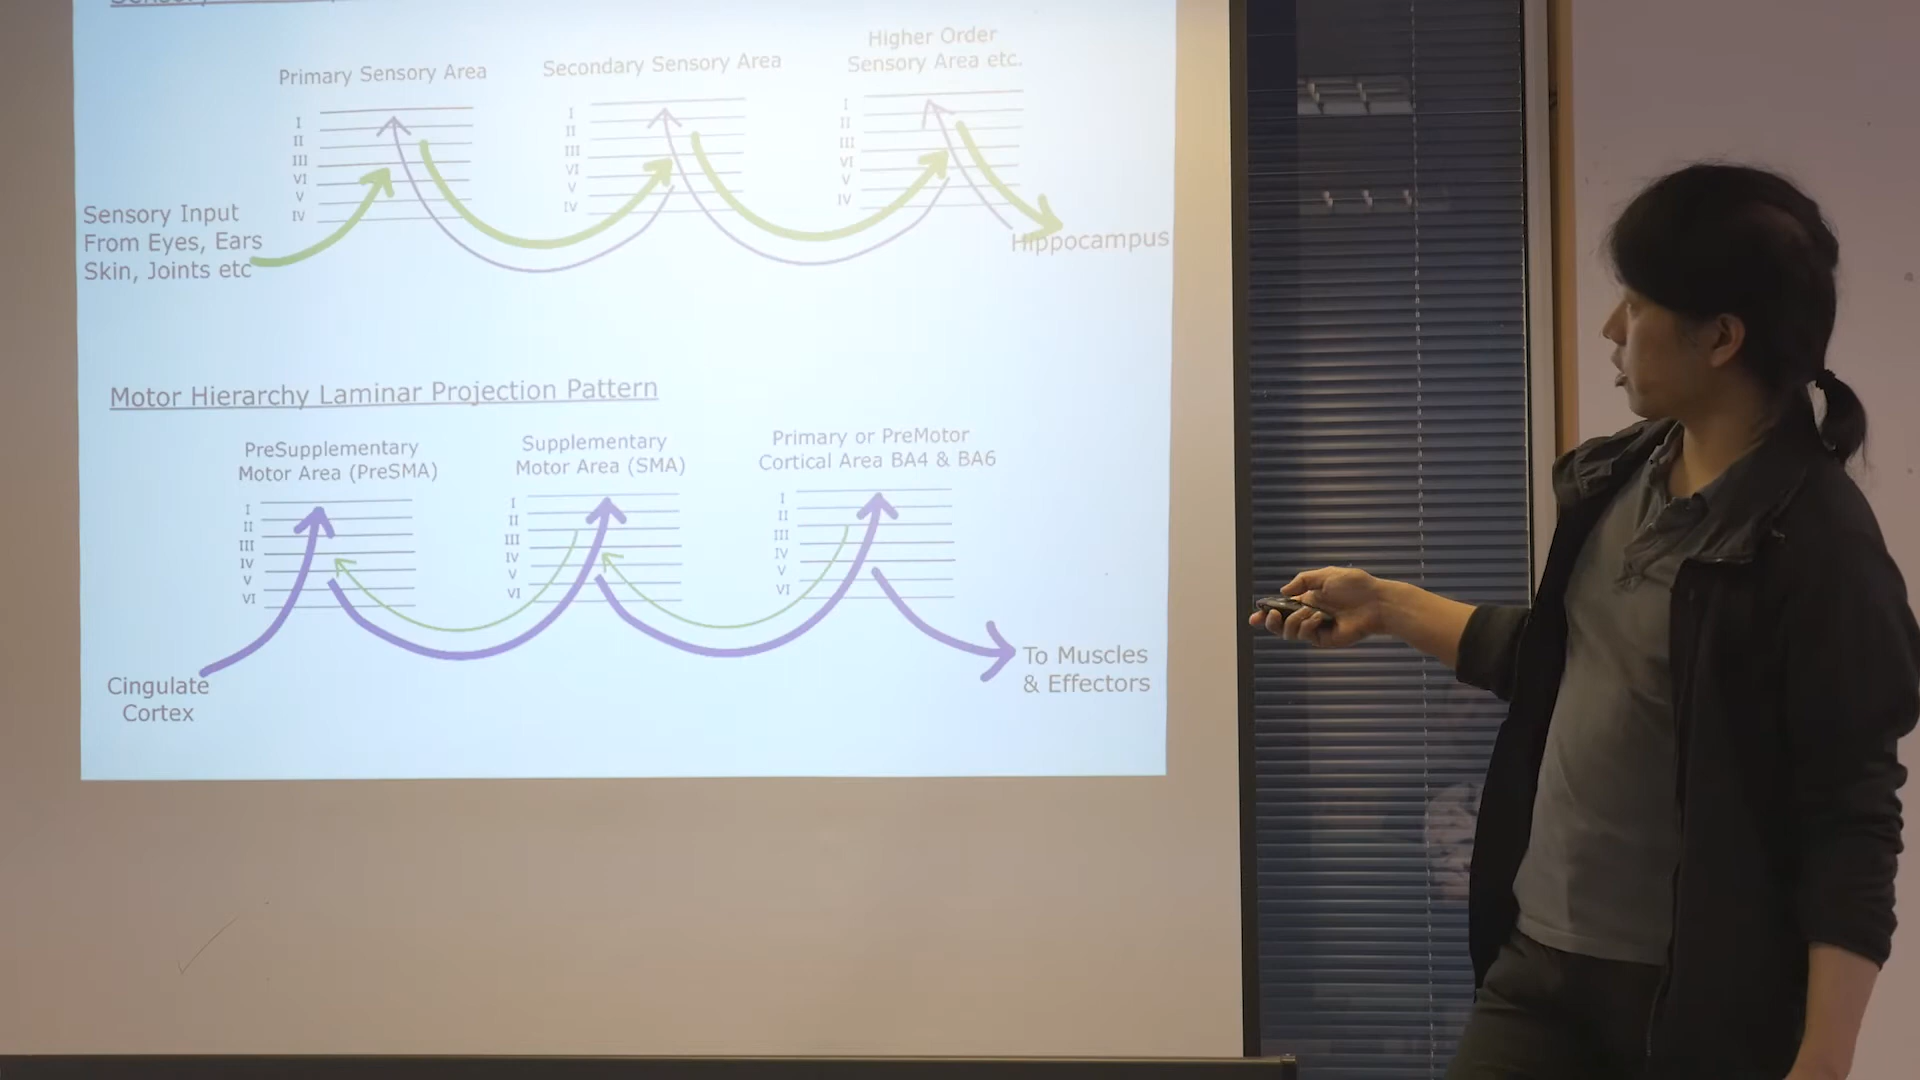 Primary Sensory Area
Secondary Sensory Area
Higher Order
Sensory Area etc.
I
II
III
VI
V
IV
I
II
III
VI
V
IV
I
II
III
VI
V
IV
Sensory Input
From Eyes, Ears
Skin, Joints etc
Hippocampus
Motor Hierarchy Laminar Projection Pattern
PreSupplementary
Motor Area (PreSMA)
Supplementary
Motor Area (SMA)
Primary or PreMotor
Cortical Area BA4 & BA6
I
II
III
IV
V
VI
I
II
III
IV
V
VI
I
II
III
IV
V
VI
Cingulate
Cortex
To Muscles
& Effectors